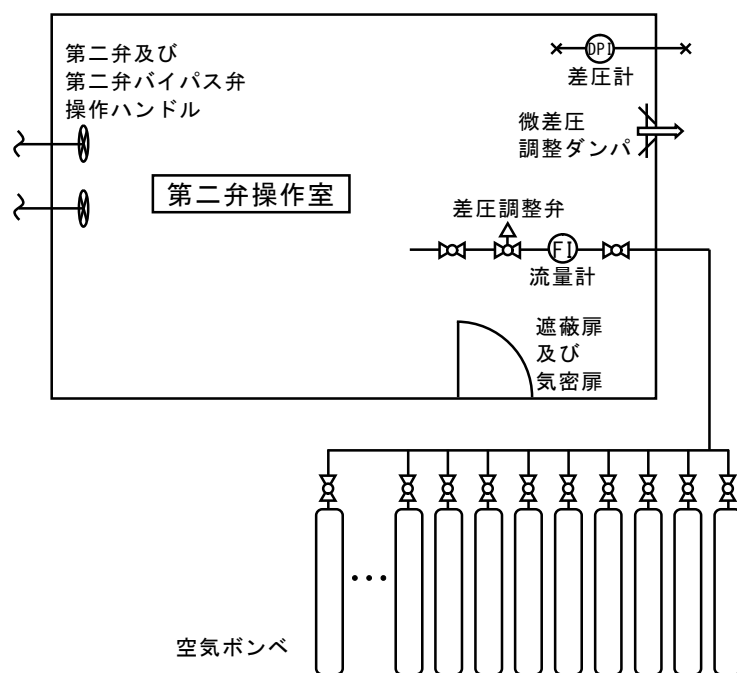 第二弁及び
第二弁バイパス弁
操作ハンドル
DPI
差圧計
微差圧
調整ダンパ
第二弁操作室
差圧調整弁
FI
流量計
遮蔽扉
及び
気密扉
空気ボンベ